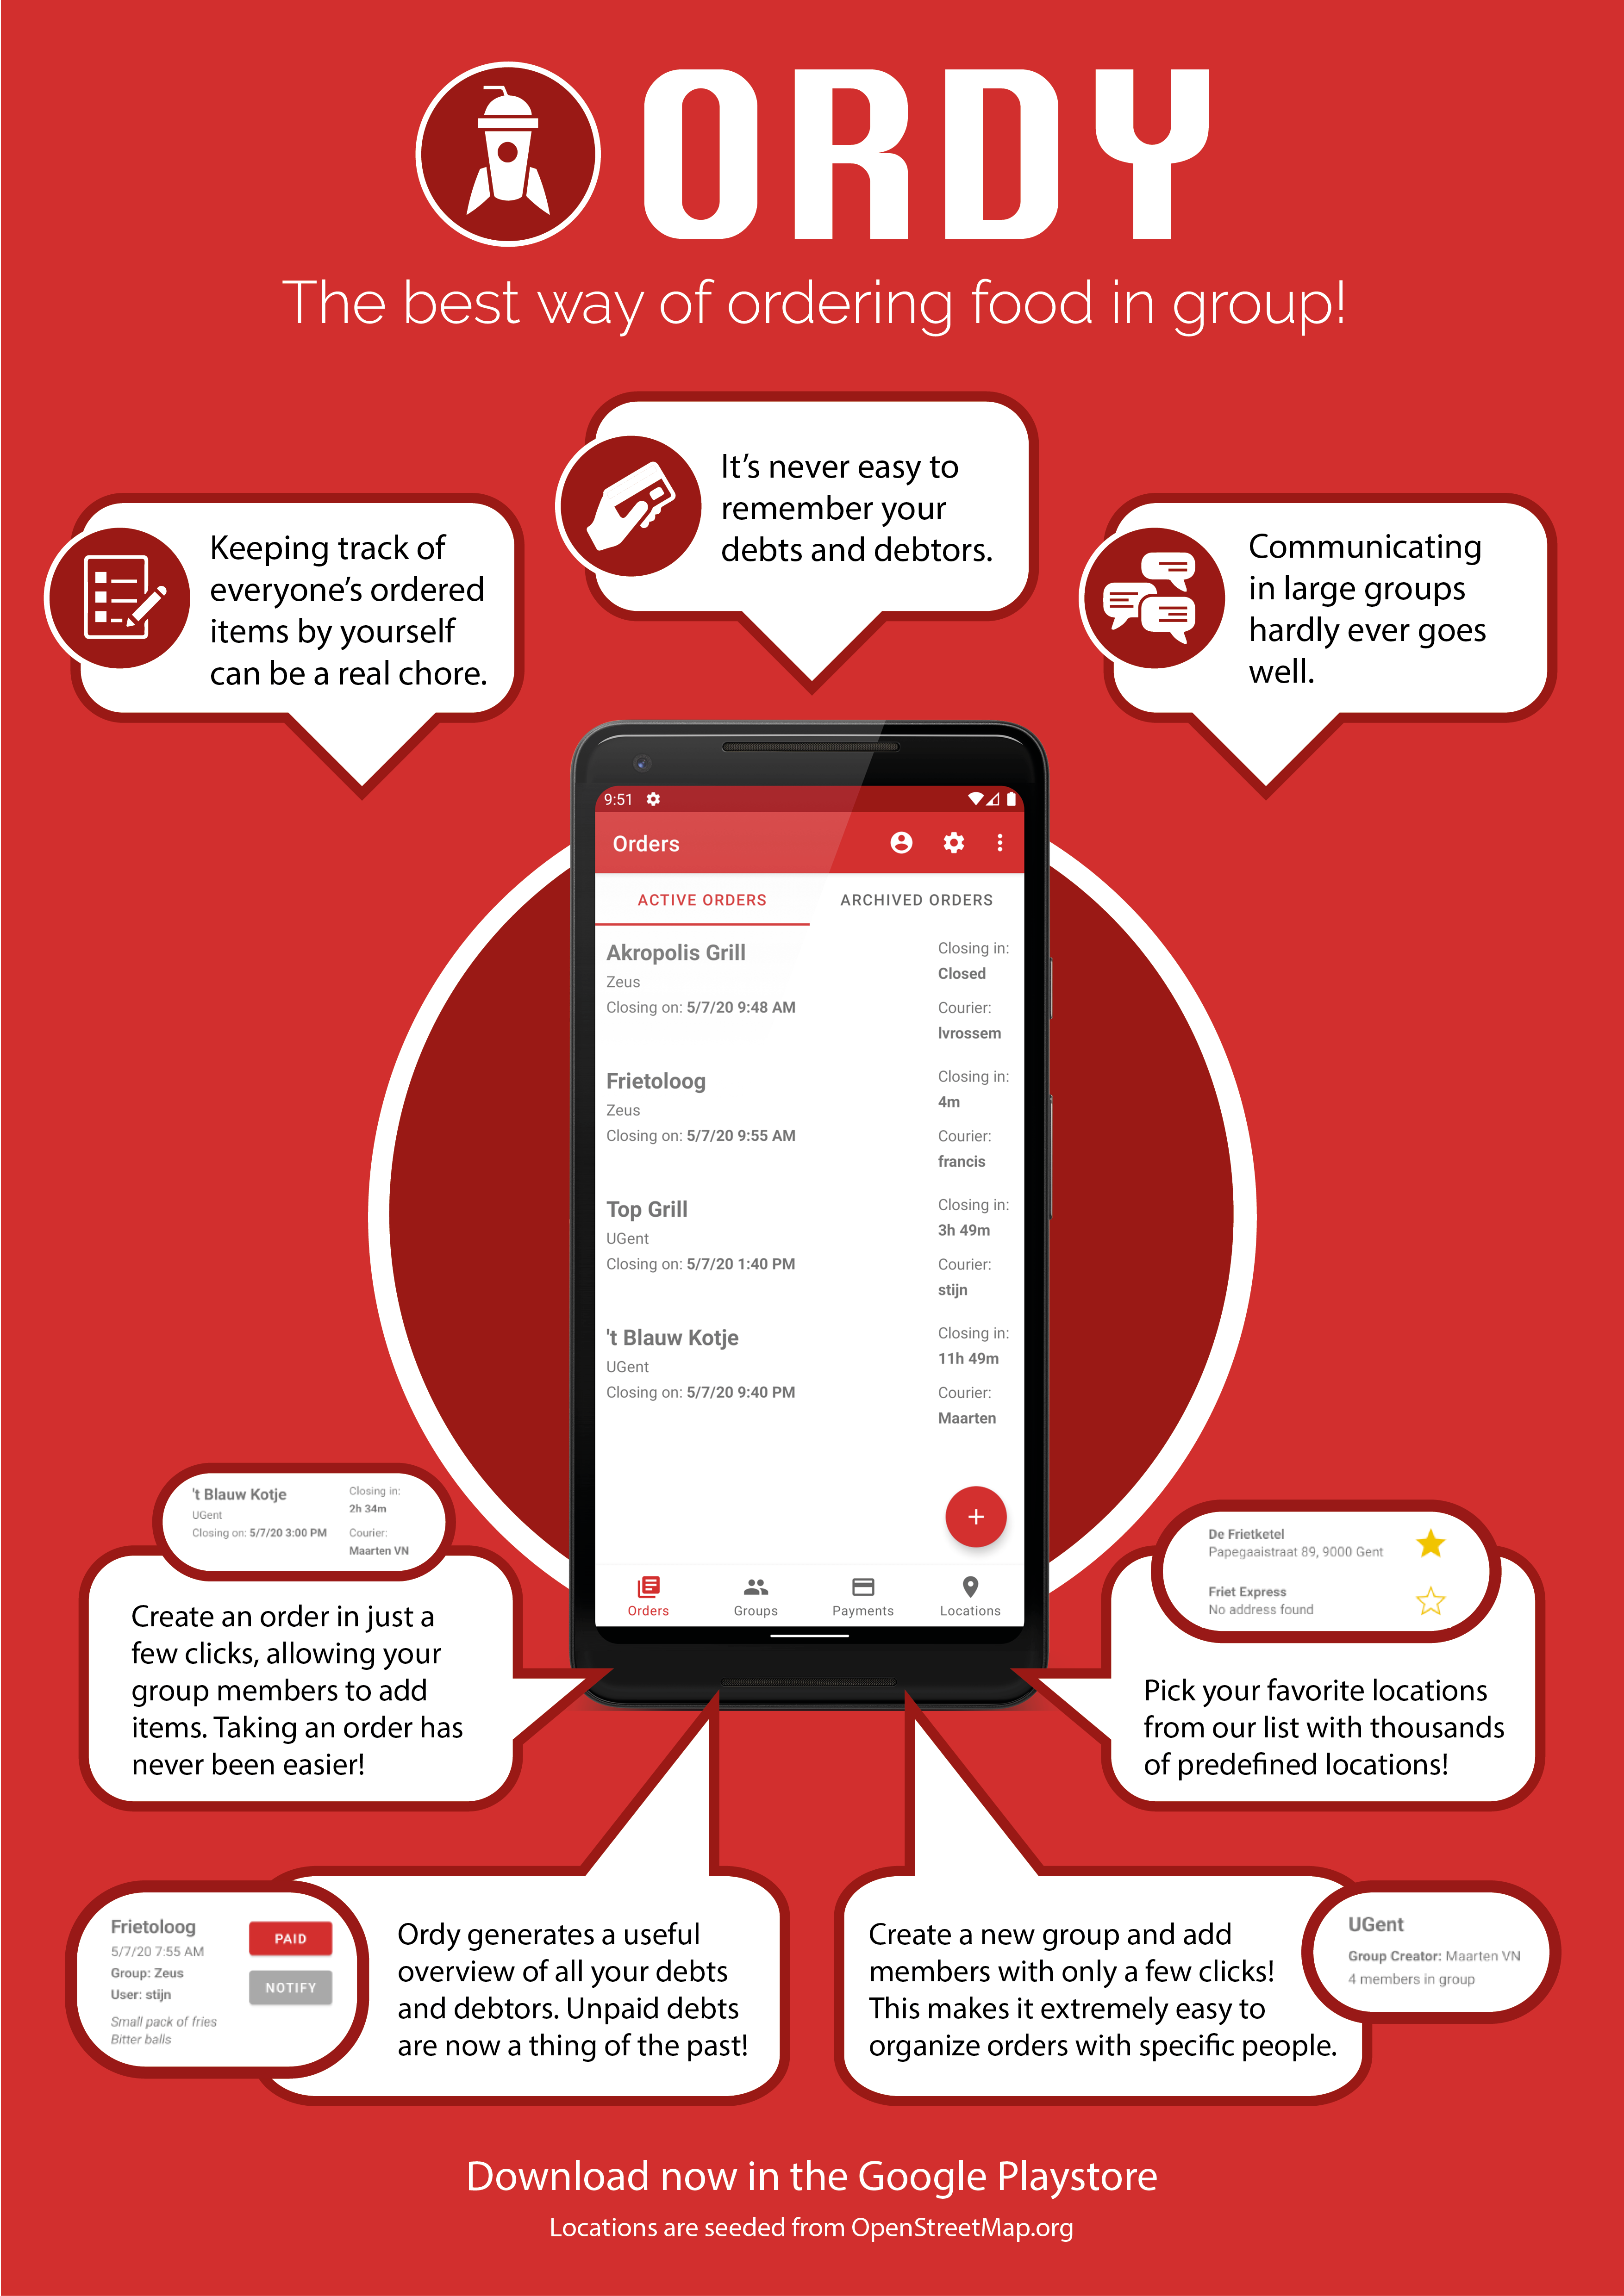 ORDY
The best way of ordering food in group!
It's never easy to
remember your
debts and debtors.
Keeping track of
everyone's ordered
items by yourself
can be a real chore.
Communicating
in large groups
hardly ever goes
well.
9:51
Orders
ACTIVE ORDERS
ARCHIVED ORDERS
Akropolis Grill
Zeus
Closing on: 5/7/20 9:48 AM
Closing in:
Closed
Courier:
lvrossem
Frietoloog
Zeus
Closing on: 5/7/20 9:55 AM
Closing in:
4m
Courier:
francis
Top Grill
UGent
Closing on: 5/7/20 1:40 PM
Closing in:
3h 49m
Courier:
stijn
't Blauw Kotje
UGent
Closing on: 5/7/20 9:40 PM
Closing in:
11h 49m
Courier:
Maarten
+
Orders
Groups
Payments
Locations
't Blauw Kotje
UGent
Closing on: 5/7/20 3:00 PM
Closing in:
2h 34m
Courier:
Maarten VN
Create an order in just a
few clicks, allowing your
group members to add
items. Taking an order has
never been easier!
De Frietketel
Papegaaistraat 89, 9000 Gent
Friet Express
No address found
Pick your favorite locations
from our list with thousands
of predefined locations!
Frietoloog
5/7/20 7:55 AM
Group: Zeus
User: stijn
Small pack of fries
Bitter balls
PAID
NOTIFY
Ordy generates a useful
overview of all your debts
and debtors. Unpaid debts
are now a thing of the past!
Create a new group and add
members with only a few clicks!
This makes it extremely easy to
organize orders with specific people.
UGent
Group Creator: Maarten VN
4 members in group
Download now in the Google Playstore
Locations are seeded from OpenStreetMap.org